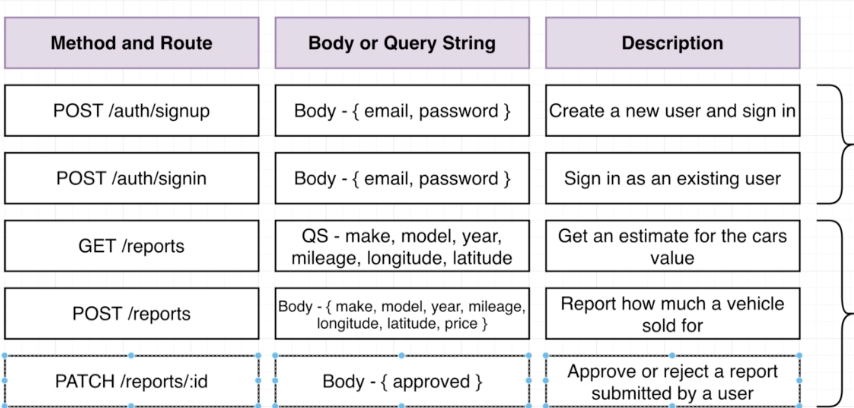 Method and Route
Body or Query String
Description
POST /auth/signup
Body - { email, password }
Create a new user and sign in
POST /auth/signin
Body - { email, password }
Sign in as an existing user
GET /reports
QS - make, model, year,
mileage, longitude, latitude
Get an estimate for the cars
value
POST /reports
Body - { make, model, year, mileage,
longitude, latitude, price }
Report how much a vehicle
sold for
PATCH /reports/:id
Body - { approved }
Approve or reject a report
submitted by a user